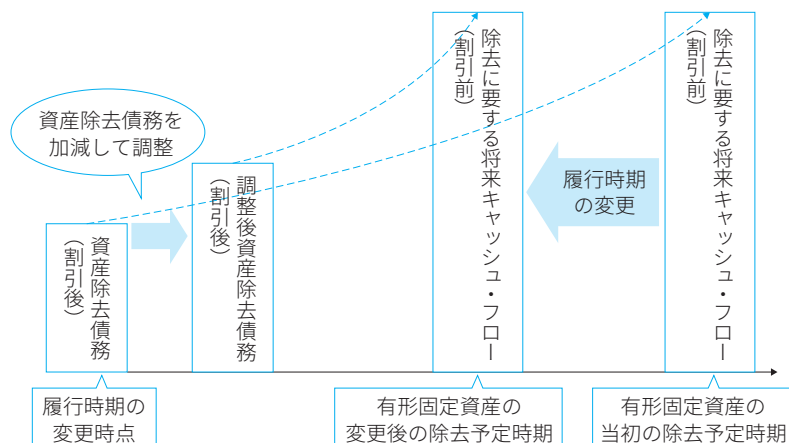 資産除去債務を
加減して調整
資産除去債務
（割引後）
調整後資産除去債務
（割引後）
除去に要する将来キャッシュ・フロー
（割引前）
履行時期
の変更
除去に要する将来キャッシュ・フロー
（割引前）
履行時期の
変更時点
有形固定資産の
変更後の除去予定時期
有形固定資産の
当初の除去予定時期